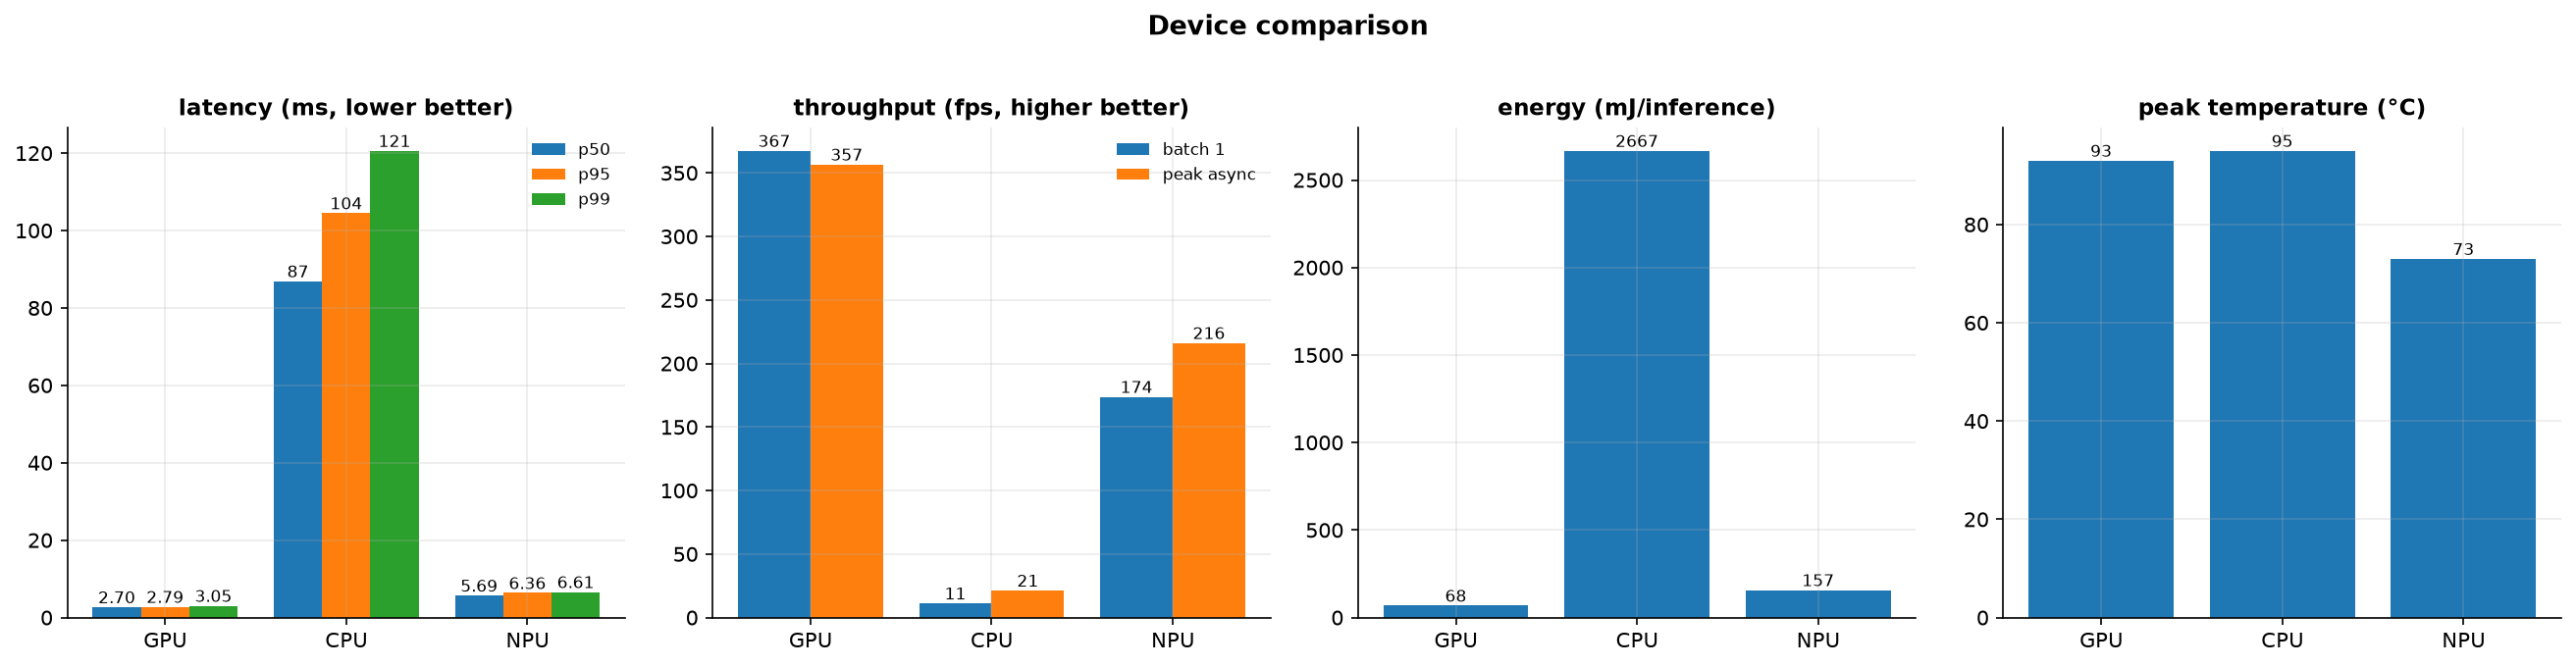 Device comparison
latency (ms, lower better)
120
100
80
60
40
20
0
2.70 2.79 3.05
87
104
121
5.69 6.36 6.61
p50
p95
p99
GPU CPU NPU
throughput (fps, higher better)
350
300
250
200
150
100
50
0
367
357
11
21
174
216
batch 1
peak async
GPU CPU NPU
energy (mJ/inference)
2500
2000
1500
1000
500
0
68
2667
157
GPU CPU NPU
peak temperature (°C)
80
60
40
20
0
93
95
73
GPU CPU NPU